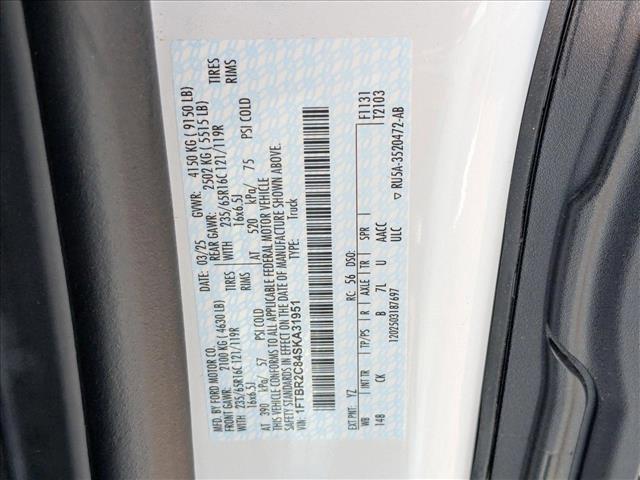 MFD. BY FORD MOTOR CO.
DATE: 03/25 GVWR: 4150 KG ( 9150 LB)
FRONT GAWR: 2100 KG ( 4630 LB) REAR GAWR: 2502 KG ( 5515 LB)
WITH 235/65R16C 121/119R TIRES WITH 235/65R16C 121/119R TIRES
16x6.5J RIMS 16x6.5J RIMS
AT 390 kPa/ 57 PSI COLD AT 520 kPa/ 75 PSI COLD
THIS VEHICLE CONFORMS TO ALL APPLICABLE FEDERAL MOTOR VEHICLE
SAFETY STANDARDS IN EFFECT ON THE DATE OF MANUFACTURE SHOWN ABOVE.
VIN: 1FTBR2C84SKA31951 TYPE: Truck
EXT PNT: YZ RC: 56 DSO: F1131
T2103
WB INT TR TP/PS R AXLE TR SPR
148 CK B 7L U AACC
12025031876​97 ULC ▽ RU5A-3520472-AB